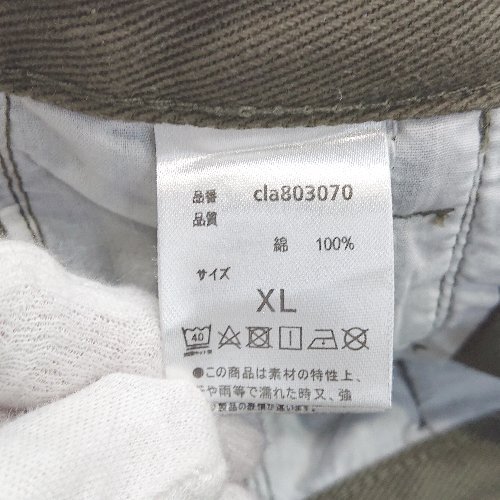 品番 cla803070
品質
綿 100%
サイズ
XL
40
●この商品は素材の特性上、
や雨等で濡れた時又、強